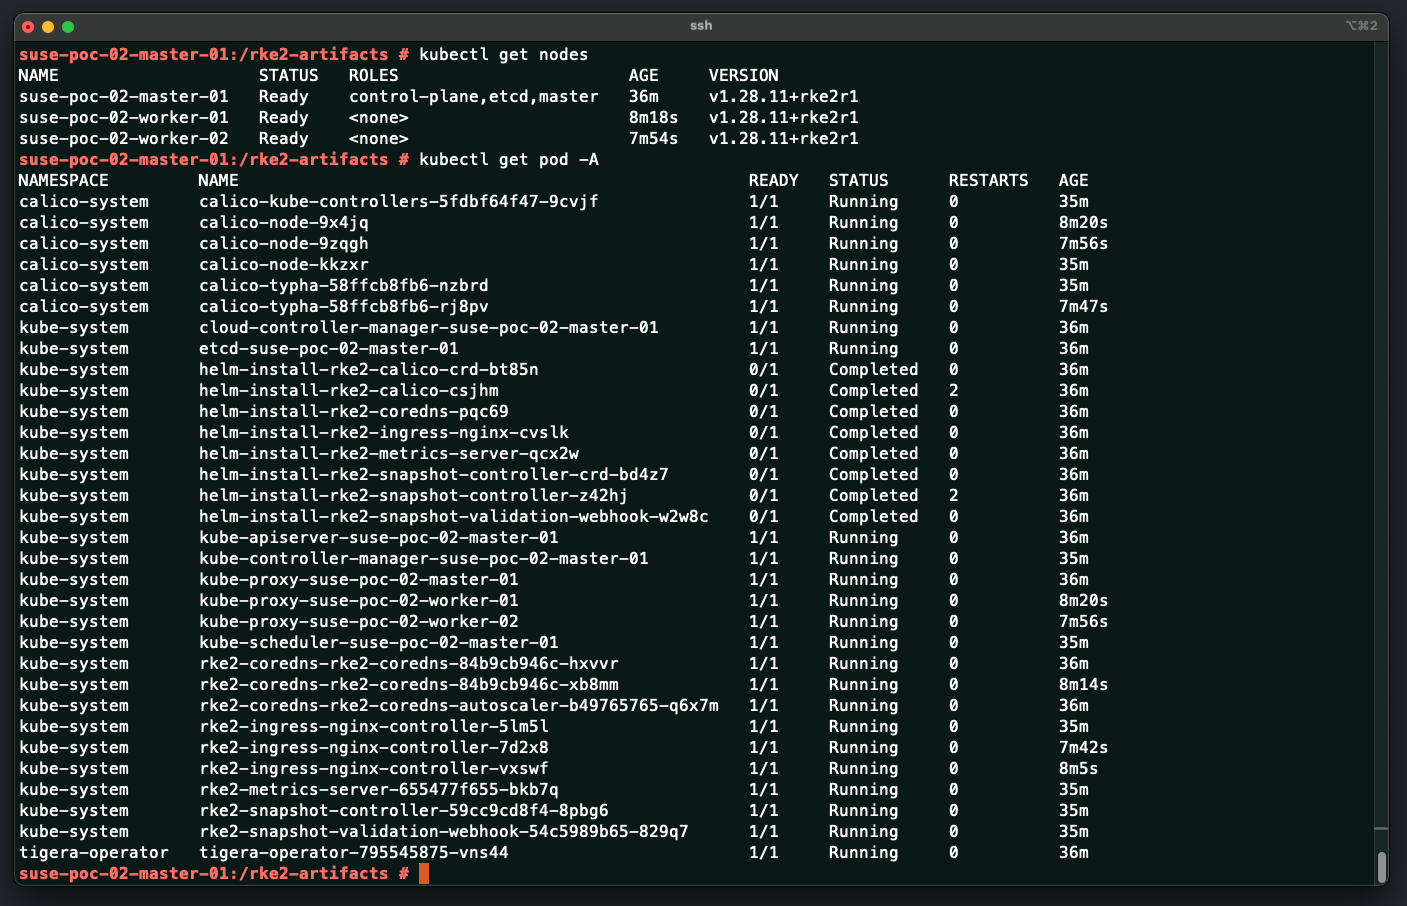 ssh
⌥⌘2
suse-poc-02-master-01:/rke2-artifacts # kubectl get nodes
NAME                    STATUS   ROLES                       AGE     VERSION
suse-poc-02-master-01   Ready    control-plane,etcd,master   36m     v1.28.11+rke2r1
suse-poc-02-worker-01   Ready    <none>                      8m18s   v1.28.11+rke2r1
suse-poc-02-worker-02   Ready    <none>                      7m54s   v1.28.11+rke2r1
suse-poc-02-master-01:/rke2-artifacts # kubectl get pod -A
NAMESPACE         NAME                                                   READY   STATUS      RESTARTS   AGE
calico-system     calico-kube-controllers-5fdbf64f47-9cvjf               1/1     Running     0          35m
calico-system     calico-node-9x4jq                                      1/1     Running     0          8m20s
calico-system     calico-node-9zqgh                                      1/1     Running     0          7m56s
calico-system     calico-node-kkzxr                                      1/1     Running     0          35m
calico-system     calico-typha-58ffcb8fb6-nzbrd                          1/1     Running     0          35m
calico-system     calico-typha-58ffcb8fb6-rj8pv                          1/1     Running     0          7m47s
kube-system       cloud-controller-manager-suse-poc-02-master-01         1/1     Running     0          36m
kube-system       etcd-suse-poc-02-master-01                             1/1     Running     0          36m
kube-system       helm-install-rke2-calico-crd-bt85n                     0/1     Completed   0          36m
kube-system       helm-install-rke2-calico-csjhm                         0/1     Completed   2          36m
kube-system       helm-install-rke2-coredns-pqc69                        0/1     Completed   0          36m
kube-system       helm-install-rke2-ingress-nginx-cvslk                  0/1     Completed   0          36m
kube-system       helm-install-rke2-metrics-server-qcx2w                 0/1     Completed   0          36m
kube-system       helm-install-rke2-snapshot-controller-crd-bd4z7        0/1     Completed   0          36m
kube-system       helm-install-rke2-snapshot-controller-z42hj            0/1     Completed   2          36m
kube-system       helm-install-rke2-snapshot-validation-webhook-w2w8c    0/1     Completed   0          36m
kube-system       kube-apiserver-suse-poc-02-master-01                   1/1     Running     0          36m
kube-system       kube-controller-manager-suse-poc-02-master-01          1/1     Running     0          35m
kube-system       kube-proxy-suse-poc-02-master-01                       1/1     Running     0          36m
kube-system       kube-proxy-suse-poc-02-worker-01                       1/1     Running     0          8m20s
kube-system       kube-proxy-suse-poc-02-worker-02                       1/1     Running     0          7m56s
kube-system       kube-scheduler-suse-poc-02-master-01                   1/1     Running     0          35m
kube-system       rke2-coredns-rke2-coredns-84b9cb946c-hxvvr             1/1     Running     0          36m
kube-system       rke2-coredns-rke2-coredns-84b9cb946c-xb8mm             1/1     Running     0          8m14s
kube-system       rke2-coredns-rke2-coredns-autoscaler-b49765765-q6x7m   1/1     Running     0          36m
kube-system       rke2-ingress-nginx-controller-5lm5l                    1/1     Running     0          35m
kube-system       rke2-ingress-nginx-controller-7d2x8                    1/1     Running     0          7m42s
kube-system       rke2-ingress-nginx-controller-vxswf                    1/1     Running     0          8m5s
kube-system       rke2-metrics-server-655477f655-bkb7q                   1/1     Running     0          35m
kube-system       rke2-snapshot-controller-59cc9cd8f4-8pbg6              1/1     Running     0          35m
kube-system       rke2-snapshot-validation-webhook-54c5989b65-829q7      1/1     Running     0          35m
tigera-operator   tigera-operator-795545875-vns44                        1/1     Running     0          36m
suse-poc-02-master-01:/rke2-artifacts #